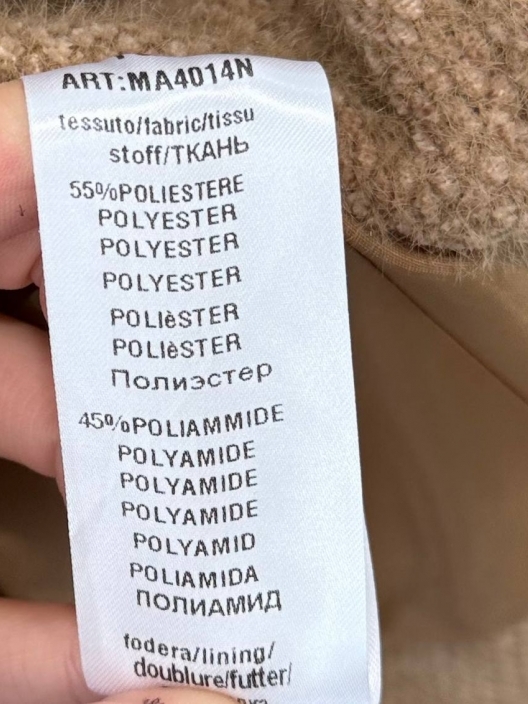 ART:MA4014N
tessuto/fabric/tissu
stoff/ТКАНЬ
55%POLIESTERE
POLYESTER
POLYESTER
POLYESTER
POLIèSTER
POLIèSTER
Полиэстер
45%POLIAMMIDE
POLYAMIDE
POLYAMIDE
POLYAMIDE
POLYAMID
POLIAMIDA
ПОЛИАМИД
fodera/lining/
doublure/futter/